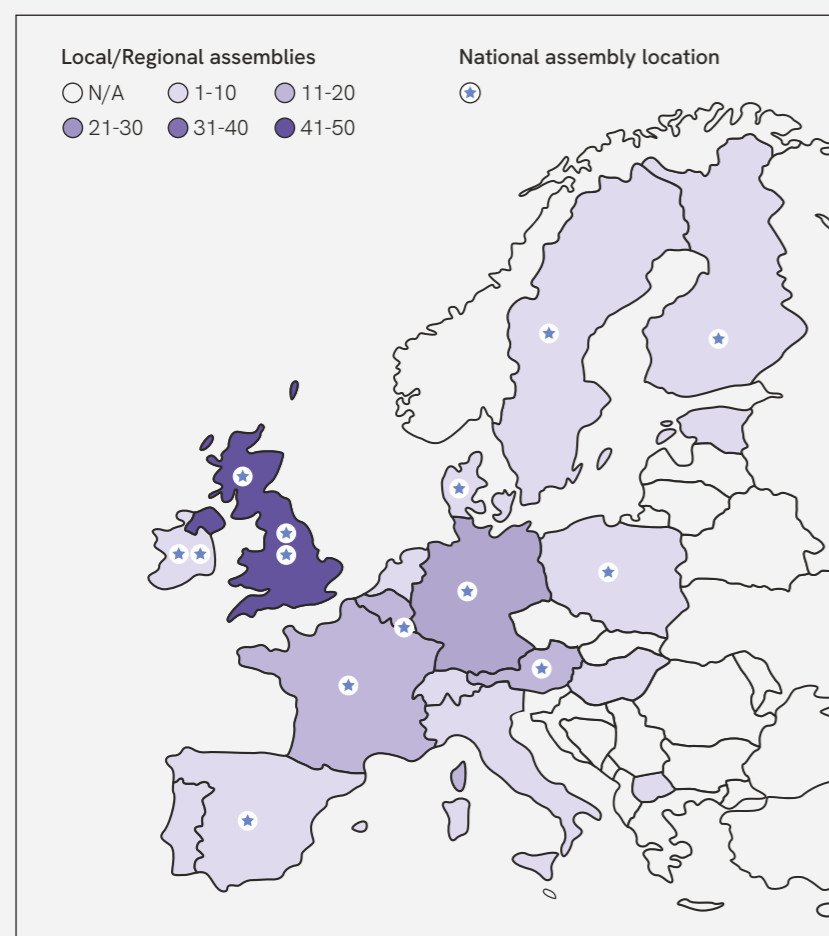 Local/Regional assemblies
N/A 1-10 11-20
21-30 31-40 41-50
National assembly location